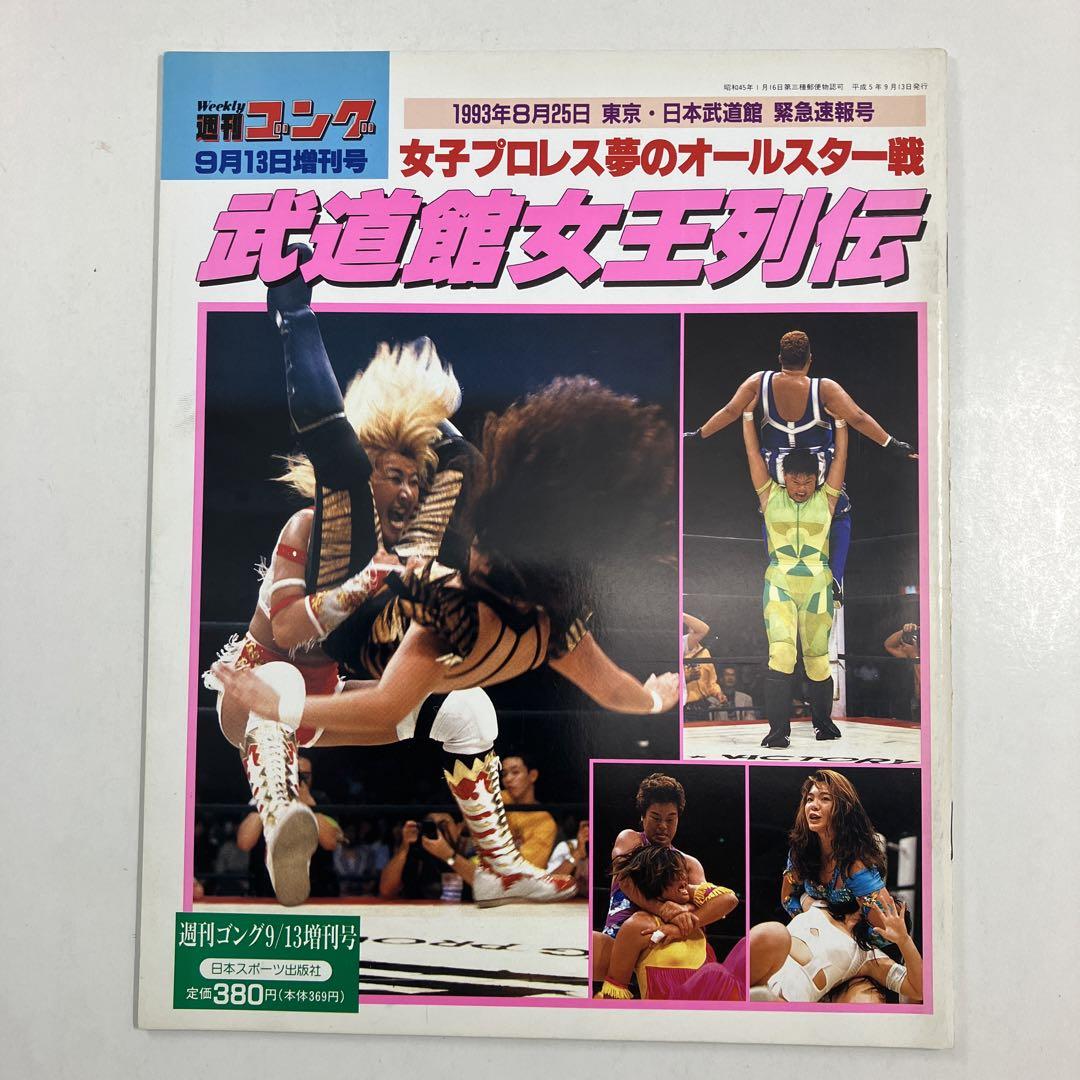 昭和45年1月16日第三種郵便物認可 平成5年9月13日発行
Weekly
週刊ゴング
9月13日増刊号
1993年8月25日 東京・日本武道館 緊急速報号
女子プロレス夢のオールスター戦
武道館女王列伝
VICTORY
G PRO
週刊ゴング9/13増刊号
日本スポーツ出版社
定価380円(本体369円)